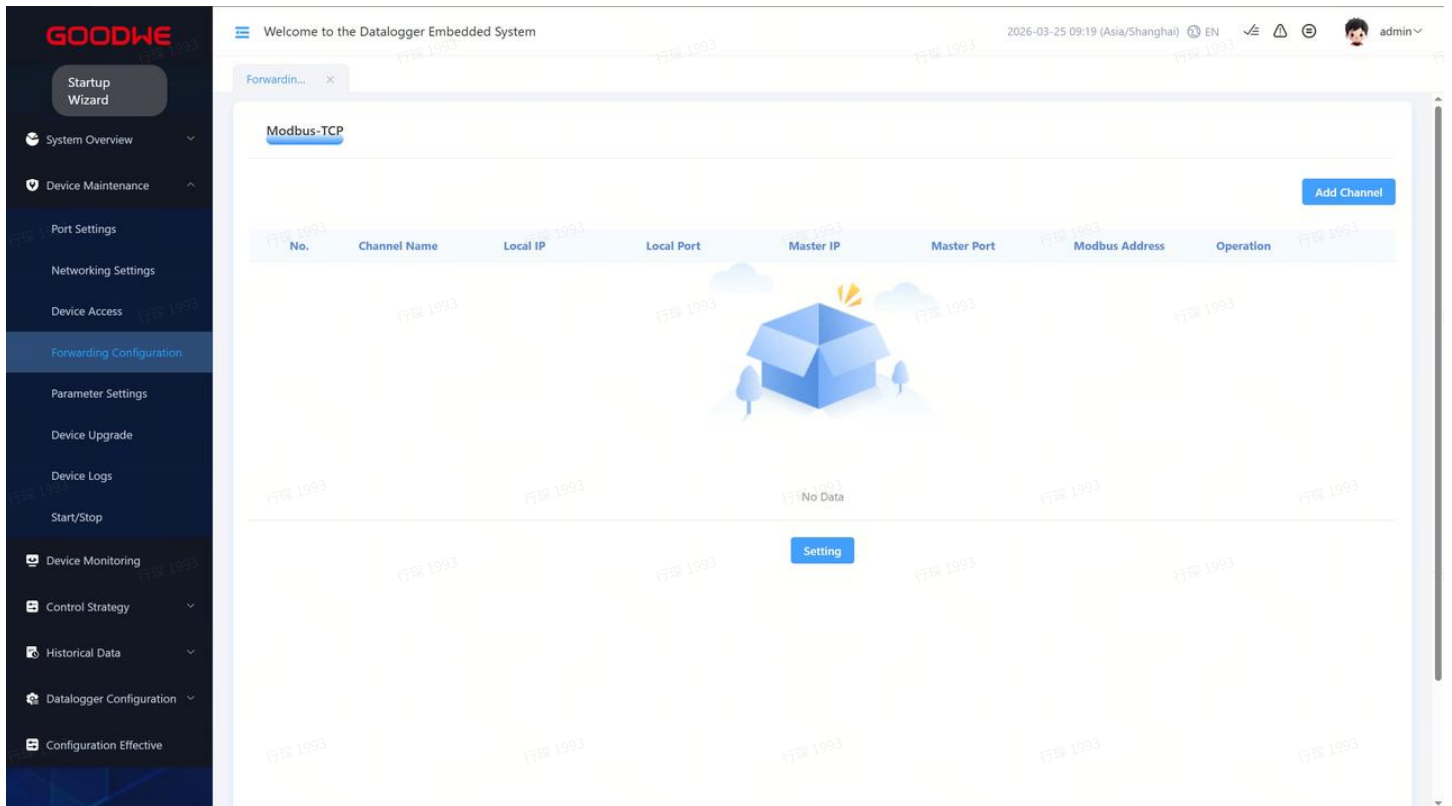 GOODWE
Startup
Wizard
System Overview
Device Maintenance
Port Settings
Networking Settings
Device Access
Forwarding Configuration
Parameter Settings
Device Upgrade
Device Logs
Start/Stop
Device Monitoring
Control Strategy
Historical Data
Datalogger Configuration
Configuration Effective
Welcome to the Datalogger Embedded System
2026-03-25 09:19 (Asia/Shanghai) EN admin
Forwardin...
Modbus-TCP
Add Channel
No. Channel Name Local IP Local Port Master IP Master Port Modbus Address Operation
No Data
Setting
行琛 1993